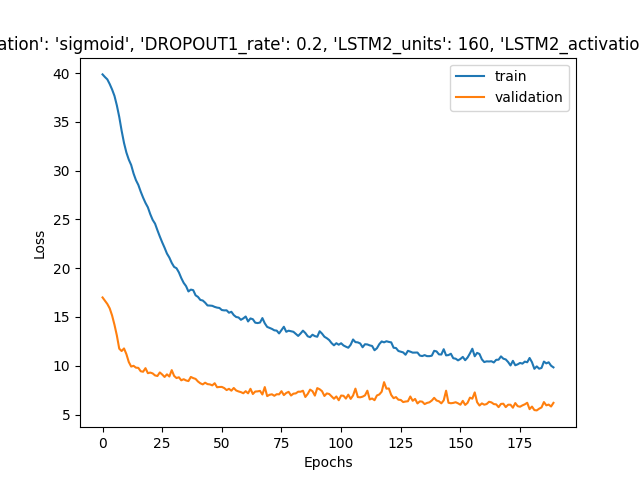 ation': 'sigmoid', 'DROPOUT1_rate': 0.2, 'LSTM2_units': 160, 'LSTM2_activatio
train
validation
Loss
40
35
30
25
20
15
10
5
0 25 50 75 100 125 150 175
Epochs